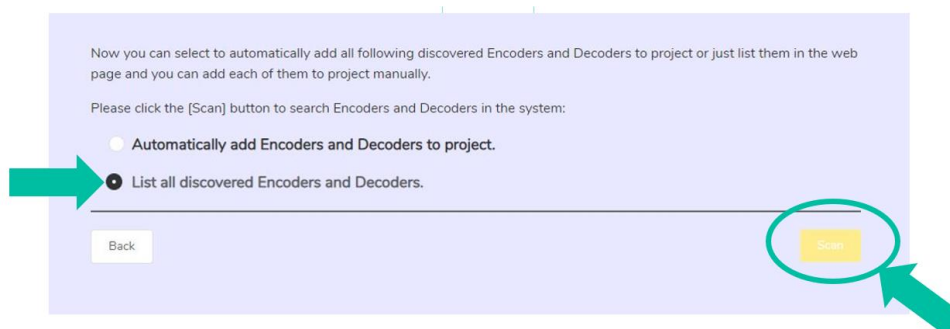 Now you can select to automatically add all following discovered Encoders and Decoders to project or just list them in the web
page and you can add each of them to project manually.
Please click the [Scan] button to search Encoders and Decoders in the system:
Automatically add Encoders and Decoders to project.
List all discovered Encoders and Decoders.
Back
Scan